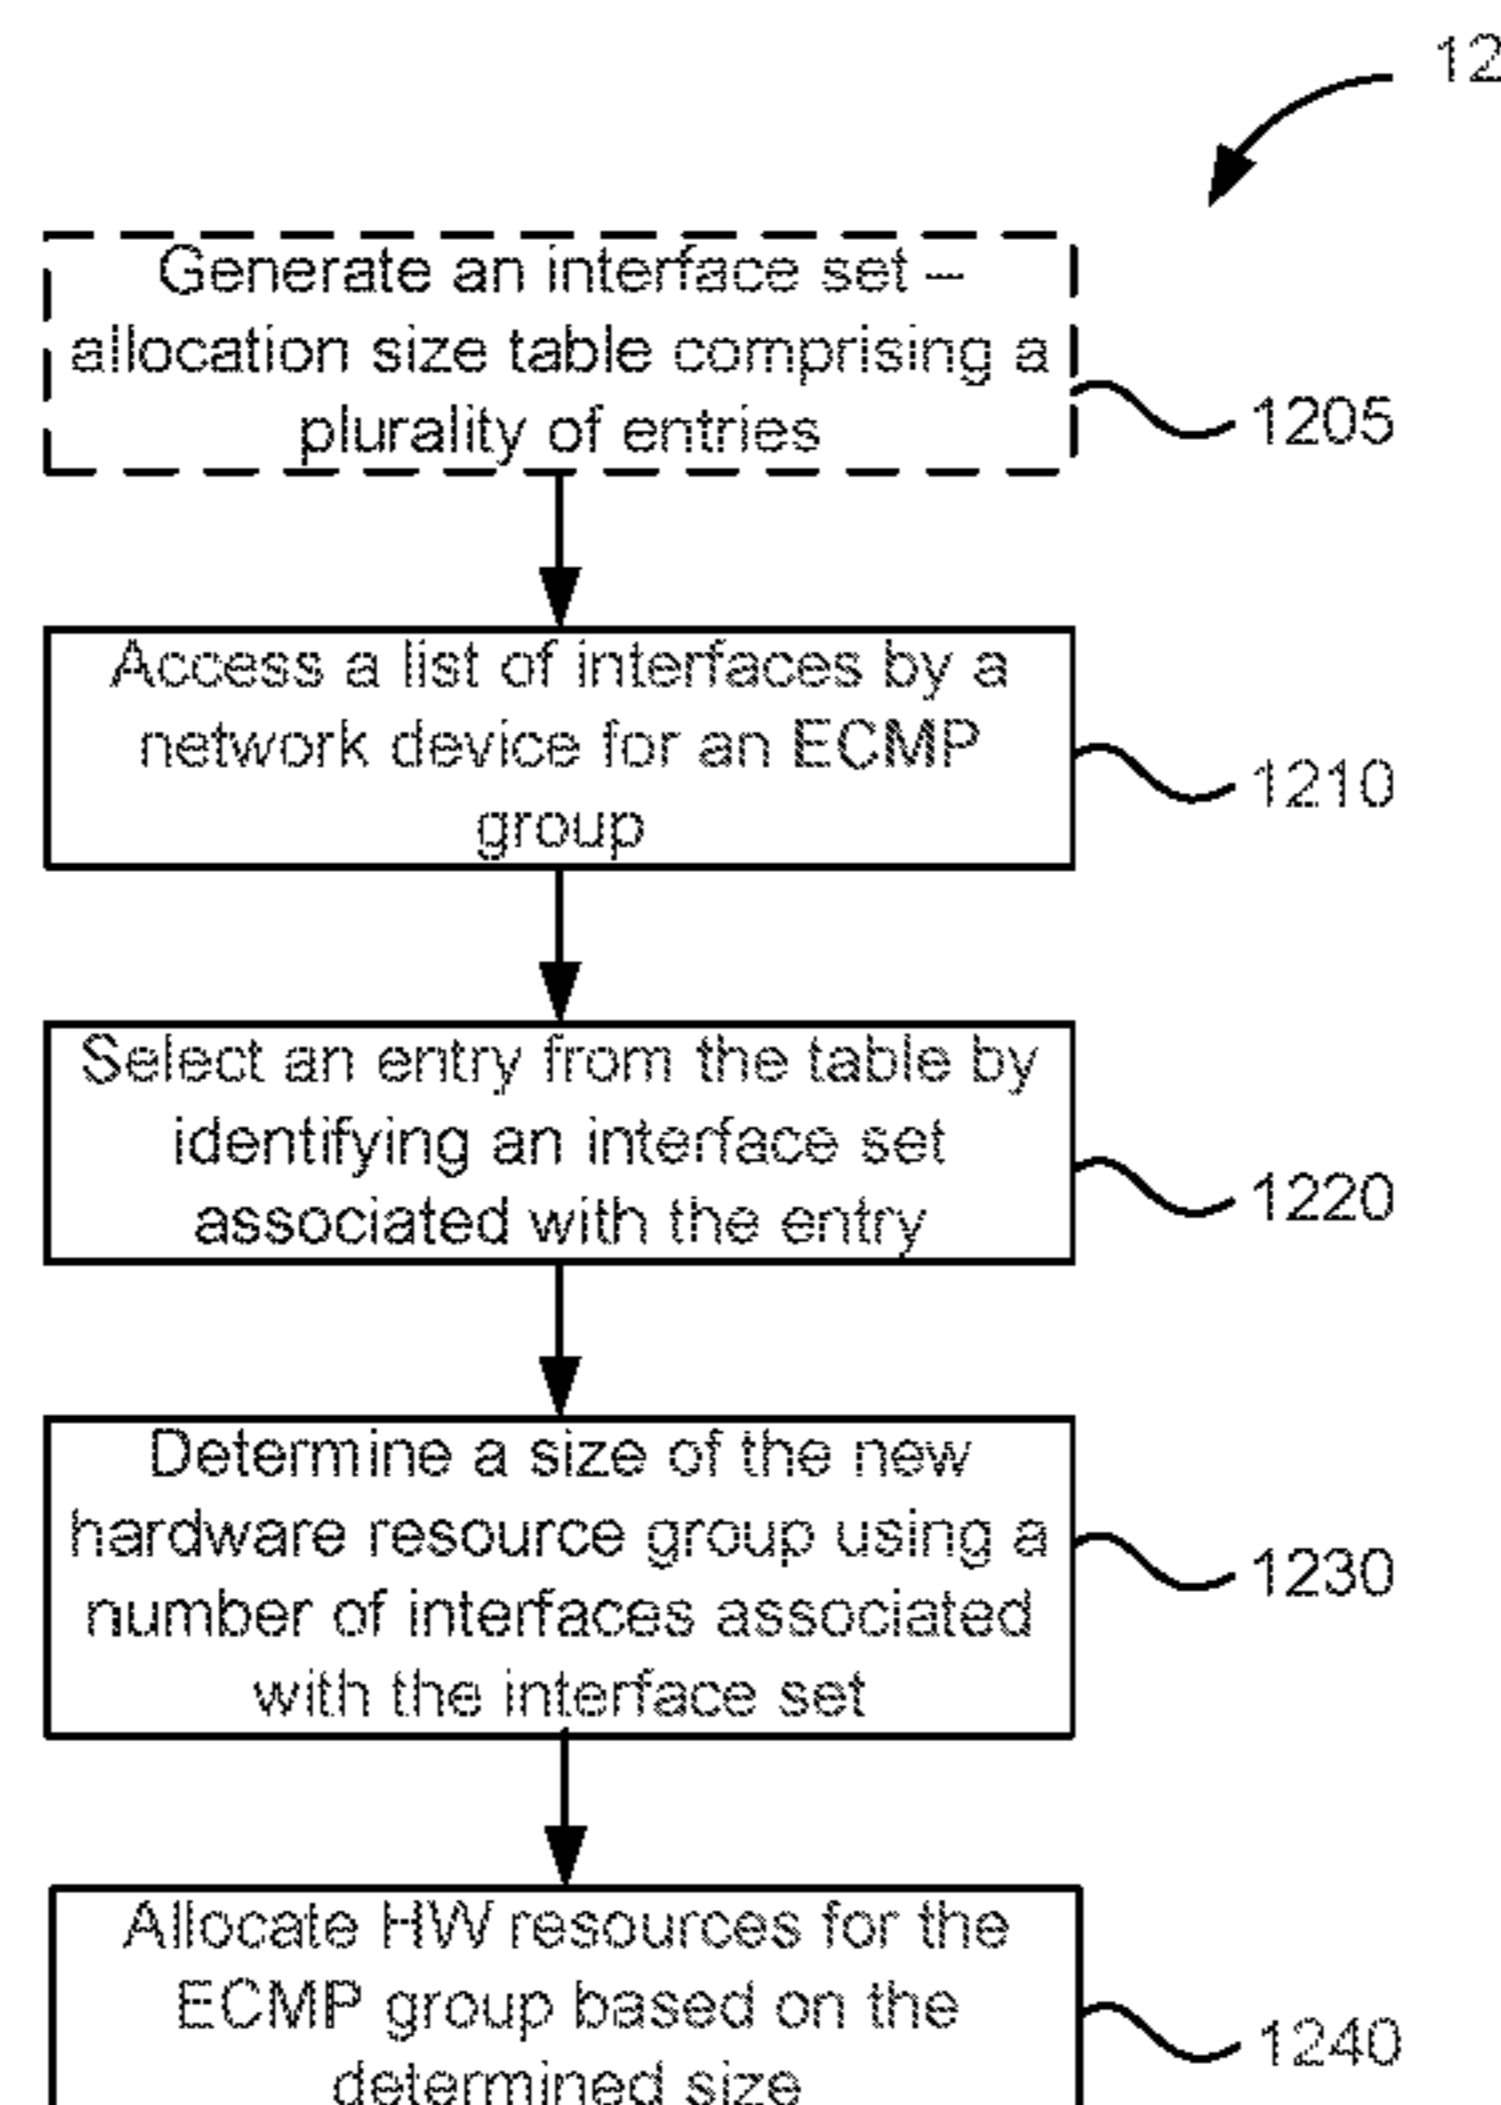 12
Generate an interface set –
allocation size table comprising a
plurality of entries
1205
Access a list of interfaces by a
network device for an ECMP
group
1210
Select an entry from the table by
identifying an interface set
associated with the entry
1220
Determine a size of the new
hardware resource group using a
number of interfaces associated
with the interface set
1230
Allocate HW resources for the
ECMP group based on the
determined size
1240